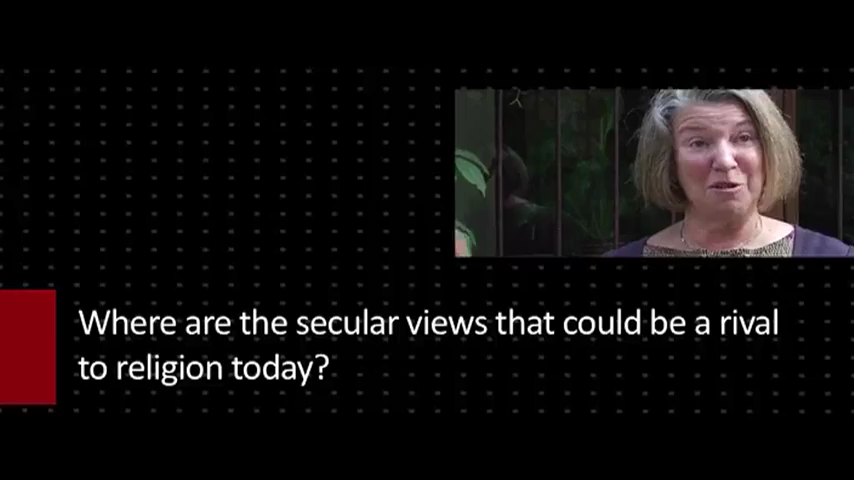 Where are the secular views that could be a rival
to religion today?